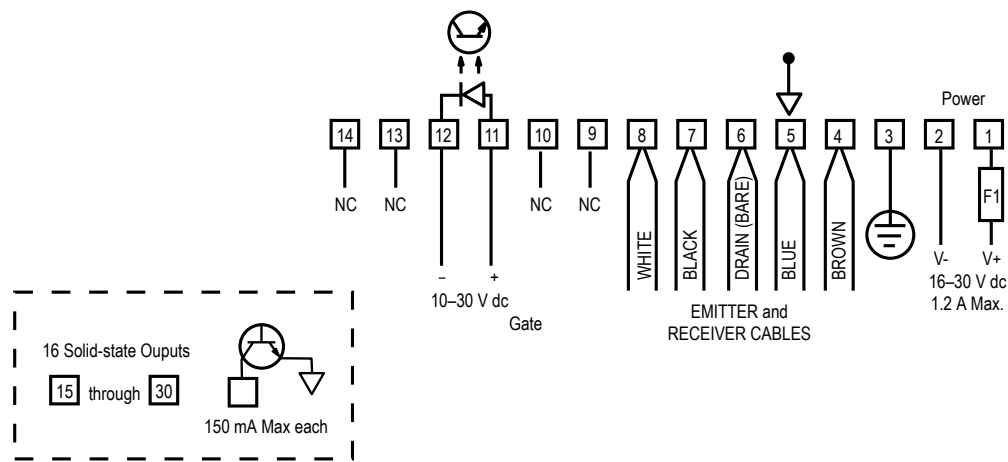 Power
14 13 12 11 10 9 8 7 6 5 4 3 2 1
F1
NC NC NC NC
WHITE
BLACK
DRAIN (BARE)
BLUE
BROWN
– +
10–30 V dc
Gate
V- V+
16–30 V dc
1.2 A Max.
EMITTER and
RECEIVER CABLES
16 Solid-state Ouputs
15 through 30
150 mA Max each